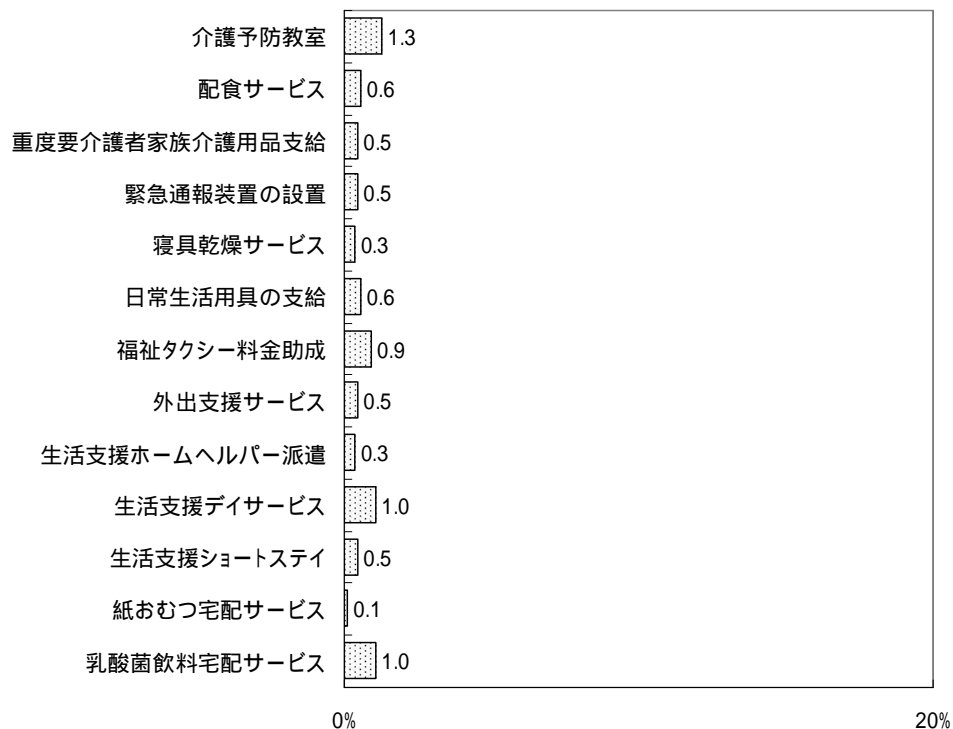 介護予防教室 1.3
配食サービス 0.6
重度要介護者家族介護用品支給 0.5
緊急通報装置の設置 0.5
寝具乾燥サービス 0.3
日常生活用具の支給 0.6
福祉タクシー料金助成 0.9
外出支援サービス 0.5
生活支援ホームヘルパー派遣 0.3
生活支援デイサービス 1.0
生活支援ショートステイ 0.5
紙おむつ宅配サービス 0.1
乳酸菌飲料宅配サービス 1.0
0% 20%